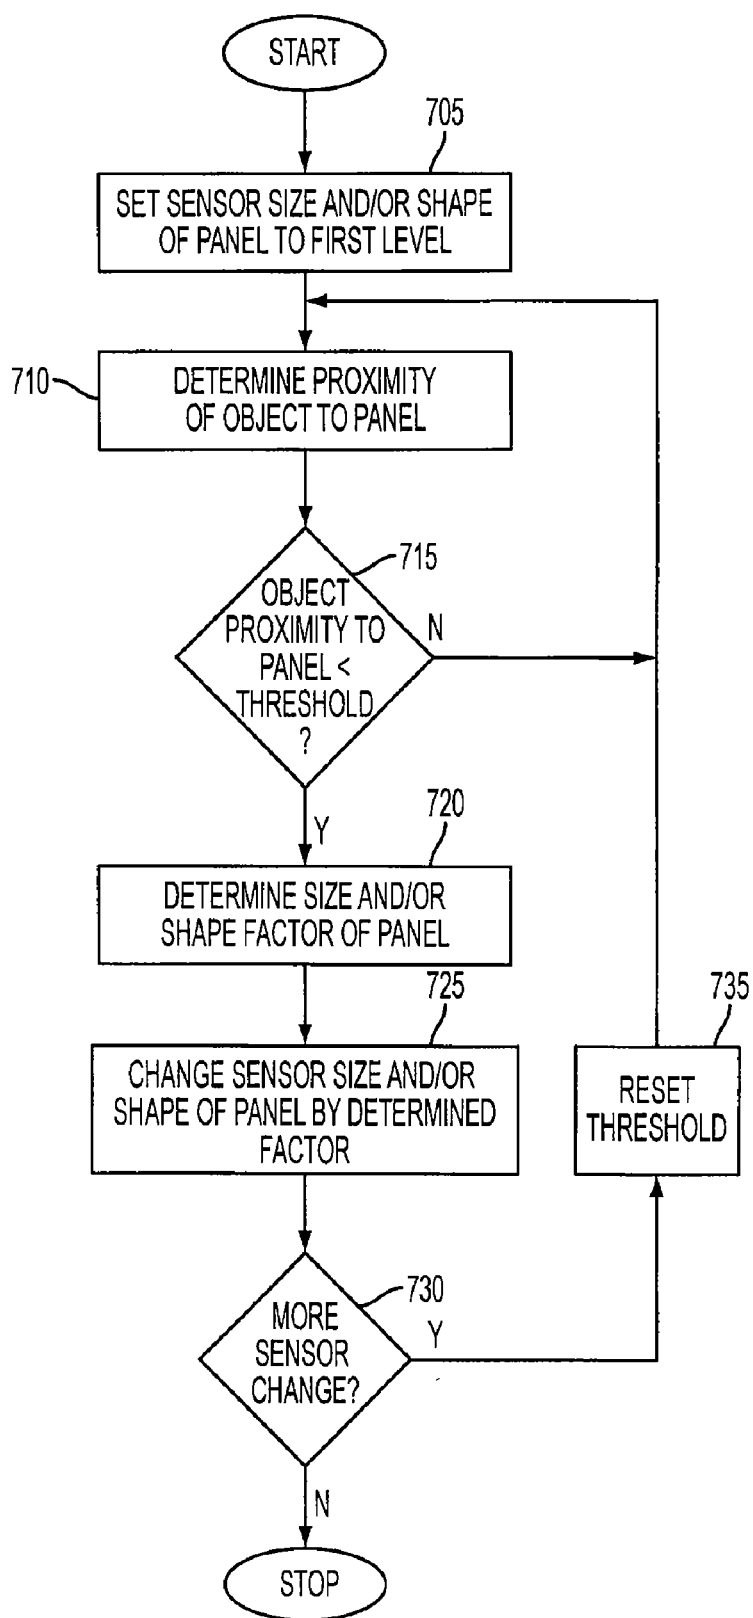 START
705
SET SENSOR SIZE AND/OR SHAPE
OF PANEL TO FIRST LEVEL
710
DETERMINE PROXIMITY
OF OBJECT TO PANEL
715
OBJECT
PROXIMITY TO
PANEL <
THRESHOLD
?
N
Y
720
DETERMINE SIZE AND/OR
SHAPE FACTOR OF PANEL
725
CHANGE SENSOR SIZE AND/OR
SHAPE OF PANEL BY DETERMINED
FACTOR
735
RESET
THRESHOLD
730
MORE
SENSOR
CHANGE?
Y
N
STOP